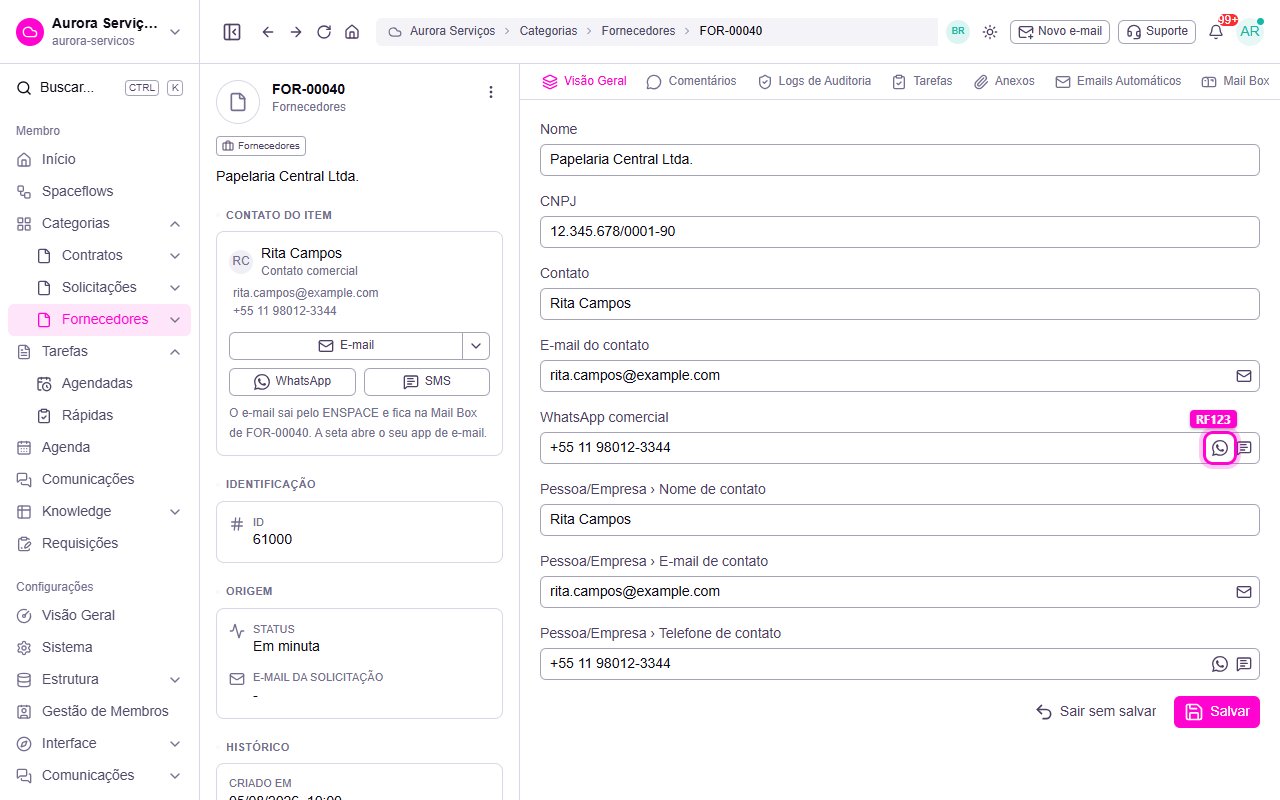 Aurora Serviç...
aurora-servicos
Aurora Serviços
Categorias
Fornecedores
FOR-00040
BR
Novo e-mail
Suporte
99+
AR
Buscar...
CTRL
K
Membro
Início
Spaceflows
Categorias
Contratos
Solicitações
Fornecedores
Tarefas
Agendadas
Rápidas
Agenda
Comunicações
Knowledge
Requisições
Configurações
Visão Geral
Sistema
Estrutura
Gestão de Membros
Interface
Comunicações
FOR-00040
Fornecedores
Fornecedores
Papelaria Central Ltda.
CONTATO DO ITEM
RC
Rita Campos
Contato comercial
rita.campos@example.com
+55 11 98012-3344
E-mail
WhatsApp
SMS
O e-mail sai pelo ENSPACE e fica na Mail Box
de FOR-00040. A seta abre o seu app de e-mail.
IDENTIFICAÇÃO
ID
61000
ORIGEM
STATUS
Em minuta
E-MAIL DA SOLICITAÇÃO
-
HISTÓRICO
CRIADO EM
Visão Geral
Comentários
Logs de Auditoria
Tarefas
Anexos
Emails Automáticos
Mail Box
Nome
Papelaria Central Ltda.
CNPJ
12.345.678/0001-90
Contato
Rita Campos
E-mail do contato
rita.campos@example.com
WhatsApp comercial
RF123
+55 11 98012-3344
Pessoa/Empresa › Nome de contato
Rita Campos
Pessoa/Empresa › E-mail de contato
rita.campos@example.com
Pessoa/Empresa › Telefone de contato
+55 11 98012-3344
Sair sem salvar
Salvar